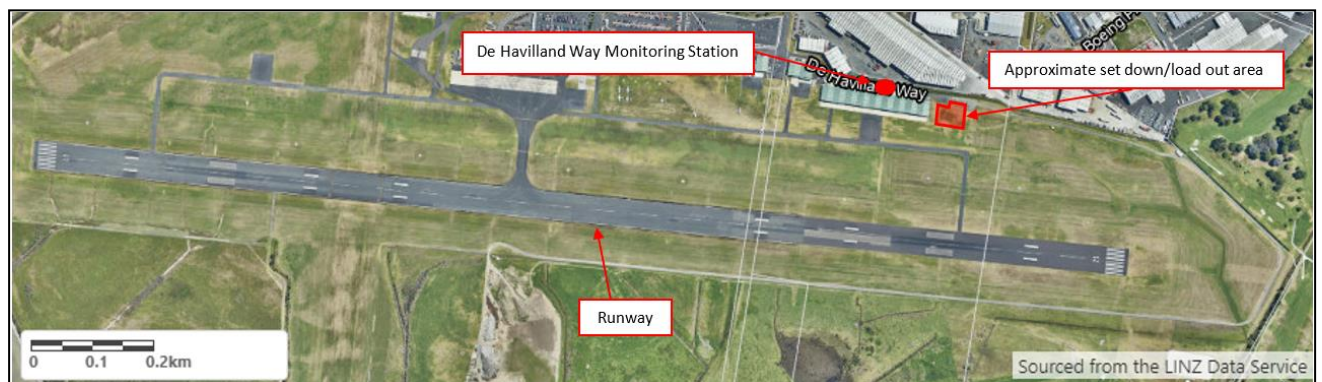 De Havilland Way Monitoring Station
Approximate set down/load out area
De Way
Boeing
Runway
0 0.1 0.2km
Sourced from the LINZ Data Service